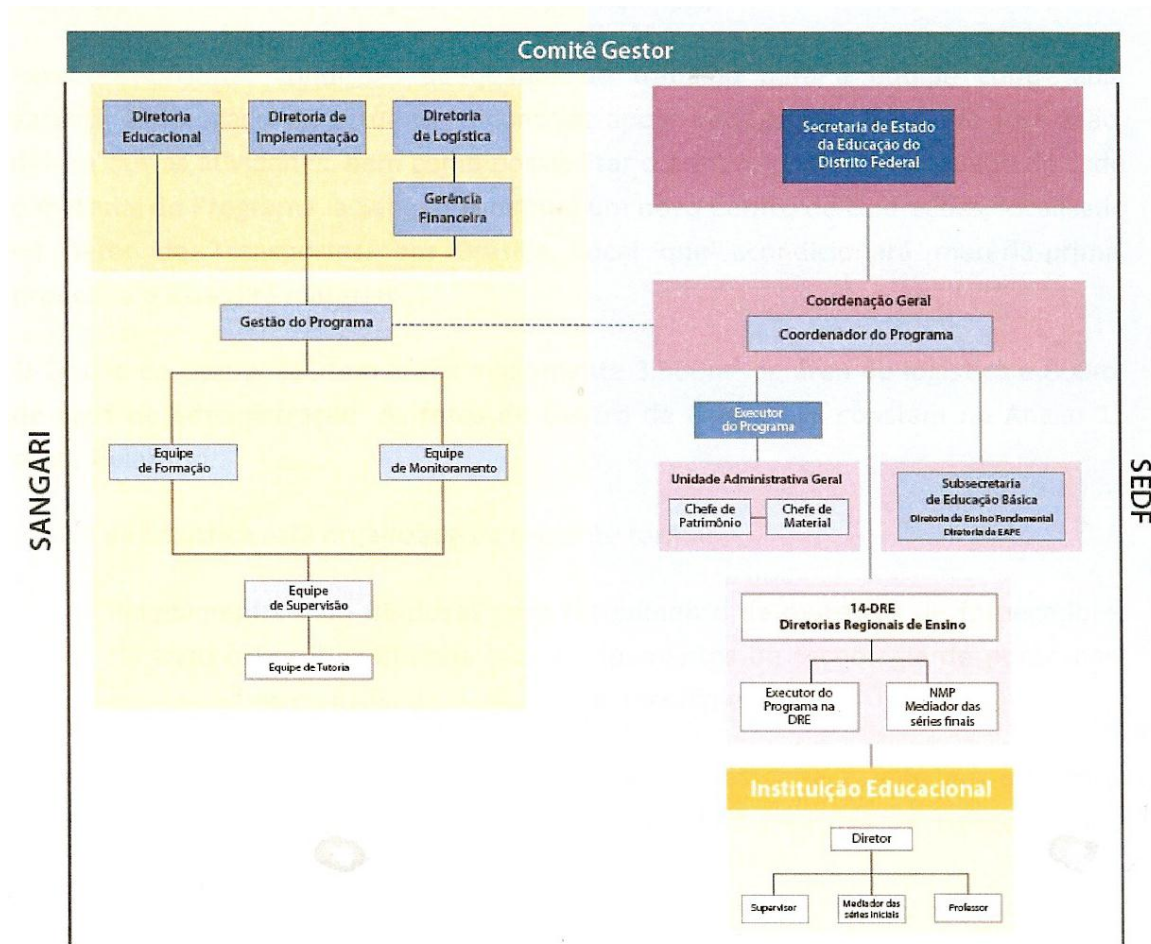 Comitê Gestor
SANGARI
Diretoria
Educacional
Diretoria de
Implementação
Diretoria
de Logística
Gerência
Financeira
Gestão do Programa
Equipe
de Formação
Equipe
de Monitoramento
Equipe
de Supervisão
Equipe de Tutoria
Secretaria de Estado
da Educação do
Distrito Federal
Coordenação Geral
Coordenador do Programa
Executor
do Programa
Unidade Administrativa Geral
Chefe de
Patrimônio
Chefe de
Material
Subsecretaria
de Educação Básica
Diretoria de Ensino Fundamental
Diretoria da EAPE
14-DRE
Diretorias Regionais de Ensino
Executor do
Programa na
DRE
NMP
Mediador das
séries finais
Instituição Educacional
Diretor
Supervisor
Mediador das
séries iniciais
Professor
SEDF